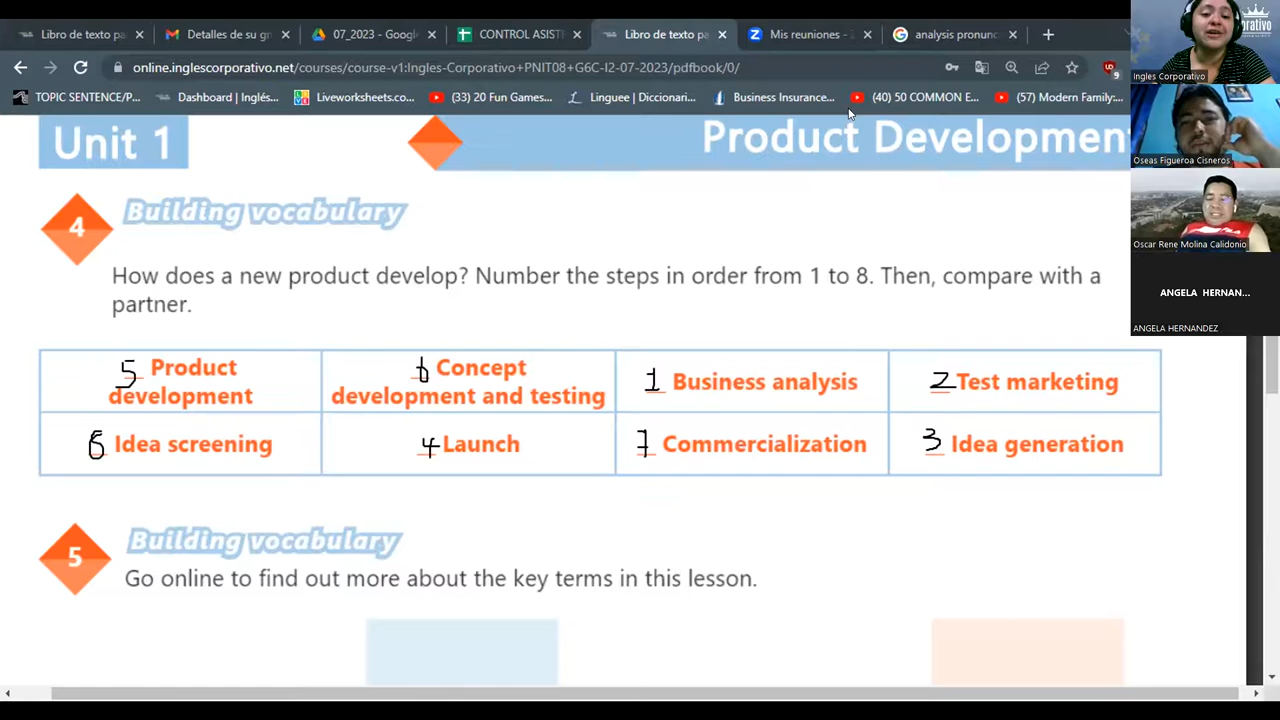 Libro de texto pa
Detalles de su gr
07_2023 - Google
CONTROL ASIST
Libro de texto pa
Mis reuniones - Z
analysis pronunc
online.inglescorporativo.net/courses/course-v1:Ingles-Corporativo+PNIT08+G6C-I2-07-2023/pdfbook/0/
9
TOPIC SENTENCE/P...
Dashboard | Inglés...
Liveworksheets.co...
(33) 20 Fun Games...
Linguee | Diccionari...
Business Insurance...
(40) 50 COMMON E...
(57) Modern Family:...
Unit 1
Product Development
4
Building vocabulary
How does a new product develop? Number the steps in order from 1 to 8. Then, compare with a
partner.
5 Product
development
6 Concept
development and testing
1 Business analysis
2 Test marketing
Idea screening
4 Launch
7 Commercialization
3 Idea generation
5
Building vocabulary
Go online to find out more about the key terms in this lesson.
Ingles Corporativo
Oseas Figueroa Cisneros
Oscar Rene Molina Calidonio
ANGELA HERNAN...
ANGELA HERNANDEZ